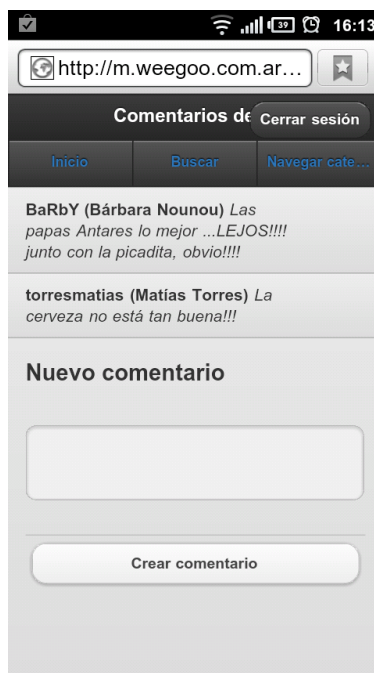 39 16:13
http://m.weegoo.com.ar...
Comentarios de Cerrar sesión
Inicio Buscar Navegar cate...
BaRbY (Bárbara Nounou) Las
papas Antares lo mejor ...LEJOS!!!!
junto con la picadita, obvio!!!!
torresmatias (Matías Torres) La
cerveza no está tan buena!!!
Nuevo comentario
Crear comentario